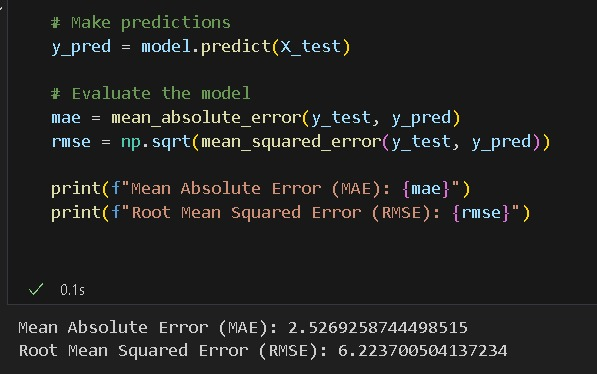 # Make predictions
y_pred = model.predict(X_test)
# Evaluate the model
mae = mean_absolute_error(y_test, y_pred)
rmse = np.sqrt(mean_squared_error(y_test, y_pred))
print(f"Mean Absolute Error (MAE): {mae}")
print(f"Root Mean Squared Error (RMSE): {rmse}")
0.1s
Mean Absolute Error (MAE): 2.5269258744498515
Root Mean Squared Error (RMSE): 6.223700504137234